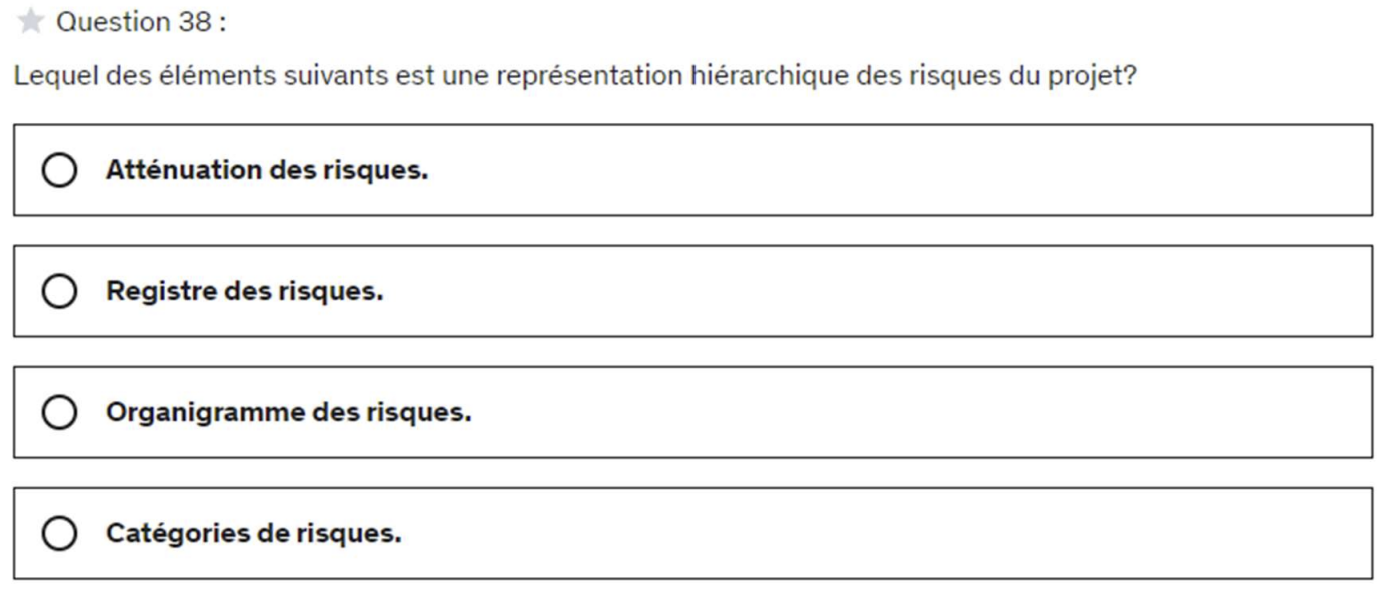 Question 38 :
Lequel des éléments suivants est une représentation hiérarchique des risques du projet?
Atténuation des risques.
Registre des risques.
Organigramme des risques.
Catégories de risques.